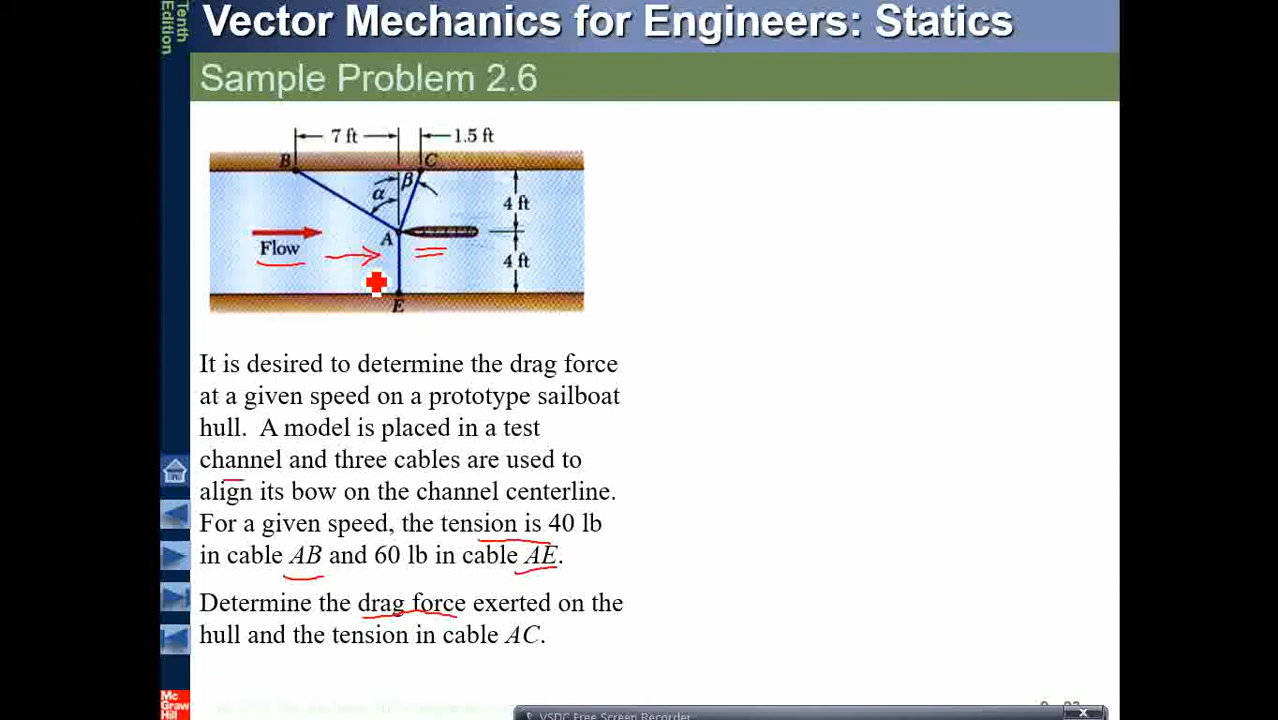 Tenth
Edition
Vector Mechanics for Engineers: Statics
Sample Problem 2.6
7 ft
1.5 ft
B
C
β
α
4 ft
A
Flow
4 ft
E
It is desired to determine the drag force
at a given speed on a prototype sailboat
hull. A model is placed in a test
channel and three cables are used to
align its bow on the channel centerline.
For a given speed, the tension is 40 lb
in cable AB and 60 lb in cable AE.
Determine the drag force exerted on the
hull and the tension in cable AC.
Mc
Graw
Hill
VSDC Free Screen Recorder